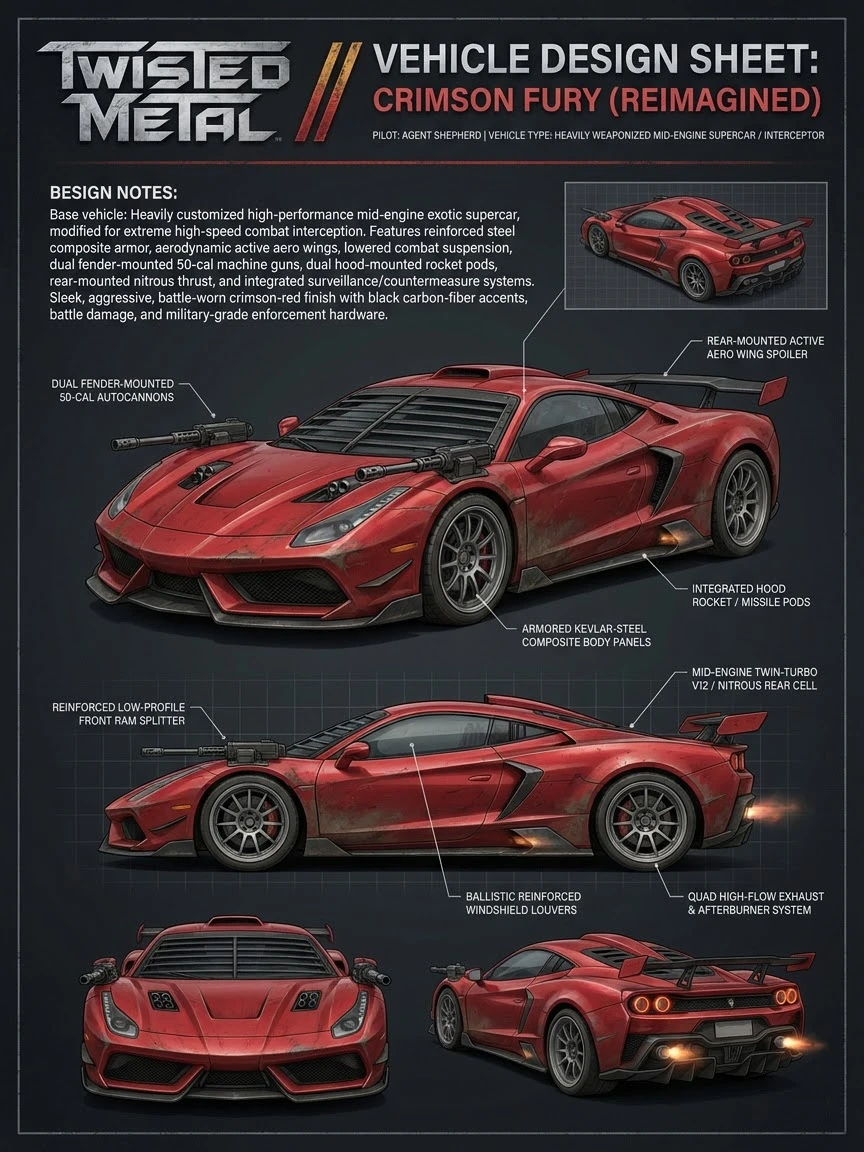 TWISTED
METAL
VEHICLE DESIGN SHEET:
CRIMSON FURY (REIMAGINED)
PILOT: AGENT SHEPHERD | VEHICLE TYPE: HEAVILY WEAPONIZED MID-ENGINE SUPERCAR / INTERCEPTOR
DESIGN NOTES:
Base vehicle: Heavily customized high-performance mid-engine exotic supercar,
modified for extreme high-speed combat interception. Features reinforced steel
composite armor, aerodynamic active aero wings, lowered combat suspension,
dual fender-mounted 50-cal machine guns, dual hood-mounted rocket pods,
rear-mounted nitrous thrust, and integrated surveillance/countermeasure systems.
Sleek, aggressive, battle-worn crimson-red finish with black carbon-fiber accents,
battle damage, and military-grade enforcement hardware.
REAR-MOUNTED ACTIVE
AERO WING SPOILER
DUAL FENDER-MOUNTED
50-CAL AUTOCANNONS
INTEGRATED HOOD
ROCKET / MISSILE PODS
ARMORED KEVLAR-STEEL
COMPOSITE BODY PANELS
MID-ENGINE TWIN-TURBO
V12 / NITROUS REAR CELL
REINFORCED LOW-PROFILE
FRONT RAM SPLITTER
BALLISTIC REINFORCED
WINDSHIELD LOUVERS
QUAD HIGH-FLOW EXHAUST
& AFTERBURNER SYSTEM